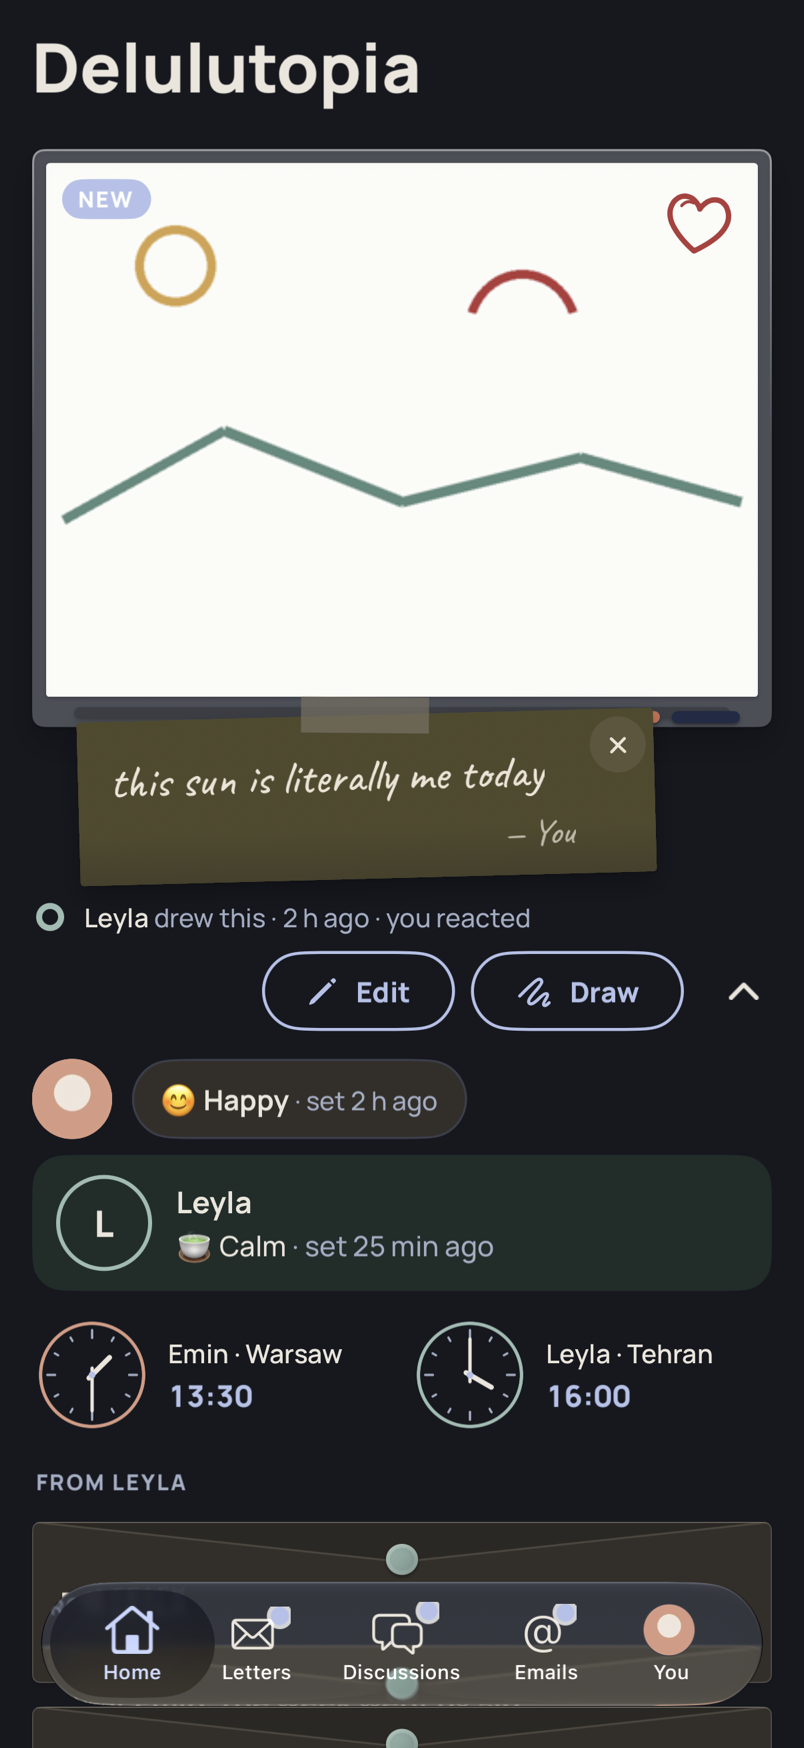 Delulutopia
NEW
this sun is literally me today
— You
Leyla drew this · 2 h ago · you reacted
Edit
Draw
😊 Happy · set 2 h ago
L
Leyla
🍵 Calm · set 25 min ago
Emin · Warsaw
13:30
Leyla · Tehran
16:00
FROM LEYLA
Home
Letters
Discussions
Emails
You